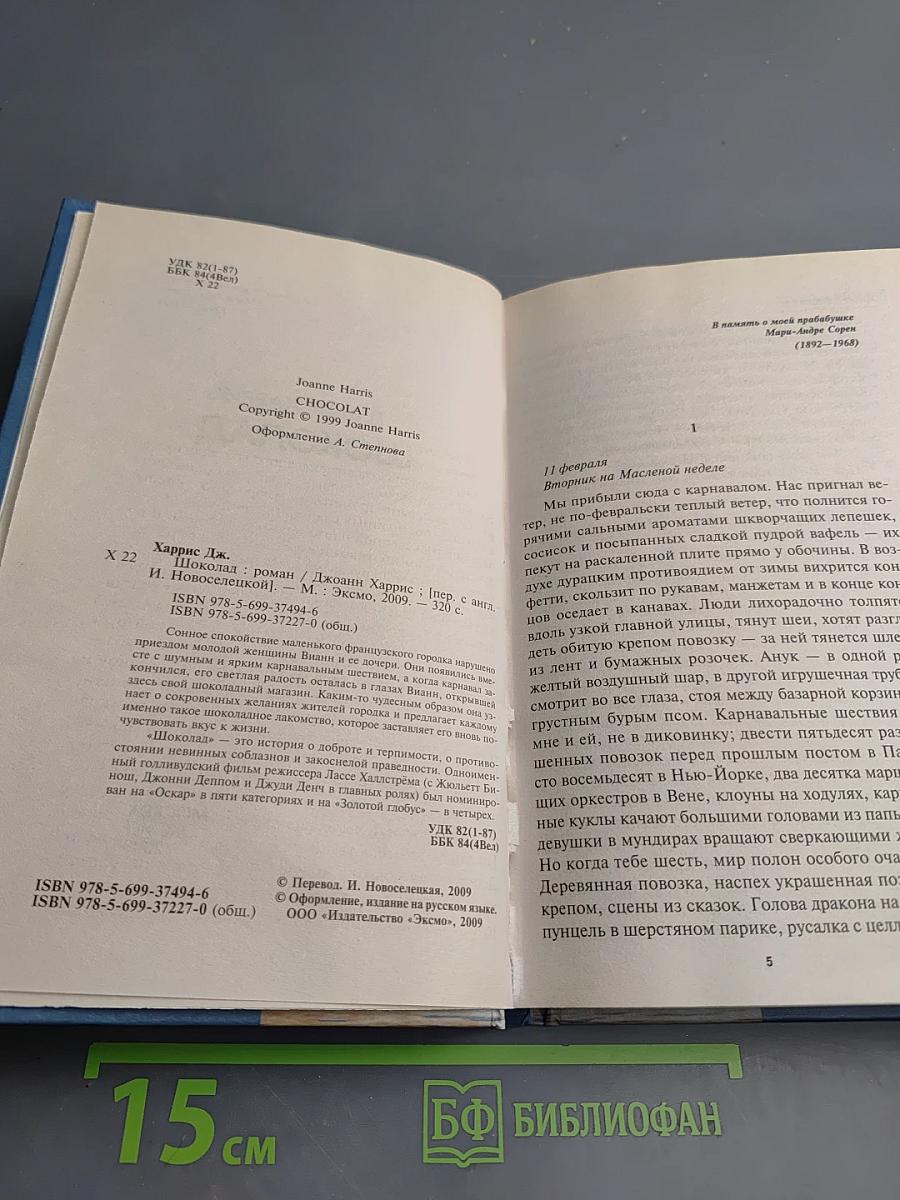 УДК 82(1-87)
ББК 84(4Вел)
Х 22
Joanne Harris
CHOCOLAT
Copyright © 1999 Joanne Harris
Оформление А. Степнова
Харрис Дж.
Х 22 Шоколад : роман / Джоанн Харрис ; [пер. с англ.
И. Новоселецкой]. — М. : Эксмо, 2009. — 320 с.
ISBN 978-5-699-37494-6
ISBN 978-5-699-37227-0 (общ.)
Сонное спокойствие маленького французского городка нарушено
приездом молодой женщины Вианн и ее дочери. Они появились вме-
сте с шумным и ярким карнавальным шествием, а когда карнавал за-
кончился, его светлая радость осталась в глазах Вианн, открывшей
здесь свой шоколадный магазин. Каким-то чудесным образом она уз-
нает о сокровенных желаниях жителей городка и предлагает каждому
именно такое шоколадное лакомство, которое заставляет его вновь по-
чувствовать вкус к жизни.
«Шоколад» — это история о доброте и терпимости, о противо-
стоянии невинных соблазнов и закоснелой праведности. Одноимен-
ный голливудский фильм режиссера Лассе Халлстрёма (с Жюльетт Би-
нош, Джонни Деппом и Джуди Денч в главных ролях) был номиниро-
ван на «Оскар» в пяти категориях и на «Золотой глобус» — в четырех.
УДК 82(1-87)
ББК 84(4Вел)
ISBN 978-5-699-37494-6
ISBN 978-5-699-37227-0 (общ.)
© Перевод. И. Новоселецкая, 2009
© Оформление, издание на русском языке.
ООО «Издательство «Эксмо», 2009
В память о моей прабабушке
Мари-Андре Сорен
(1892—1968)
1
11 февраля
Вторник на Масленой неделе
Мы прибыли сюда с карнавалом. Нас пригнал ве-
тер, не по-февральски теплый ветер, что полнится го-
рячими сальными ароматами шкворчащих лепешек,
сосисок и посыпанных сладкой пудрой вафель — их
пекут на раскаленной плите прямо у обочины. В воз-
духе дурацким противоядием от зимы вихрится кон
фетти, скользит по рукавам, манжетам и в конце кон
цов оседает в канавах. Люди лихорадочно толпятс
вдоль узкой главной улицы, тянут шеи, хотят разгл
деть обитую крепом повозку — за ней тянется шле
из лент и бумажных розочек. Анук — в одной р
желтый воздушный шар, в другой игрушечная труб
смотрит во все глаза, стоя между базарной корзин
грустным бурым псом. Карнавальные шествия
мне и ей, не в диковинку; двести пятьдесят раз
шенных повозок перед прошлым постом в Па
сто восемьдесят в Нью-Йорке, два десятка марш
щих оркестров в Вене, клоуны на ходулях, кар
ные куклы качают большими головами из папь
девушки в мундирах вращают сверкающими ж
Но когда тебе шесть, мир полон особого оча
Деревянная повозка, наспех украшенная поз
крепом, сцены из сказок. Голова дракона на
пунцель в шерстяном парике, русалка с целл
5
15 см
БФ БИБЛИОФАН